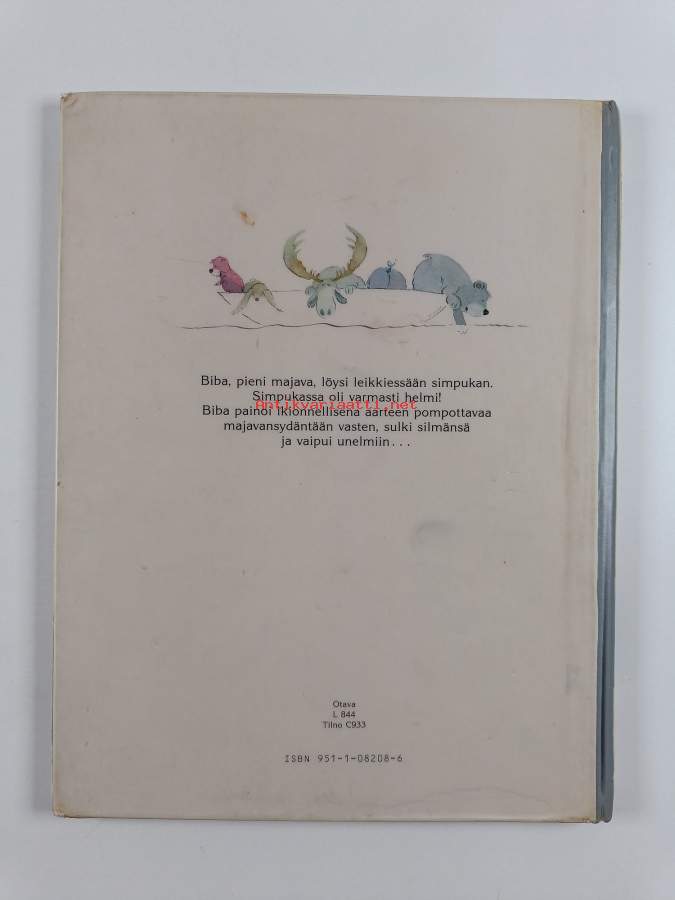 Biba, pieni majava, löysi leikkiessään simpukan.
Simpukassa oli varmasti helmi!
Antikvariaatti.net
Biba painoi ikionnellisena aarteen pompottavaa
majavansydäntään vasten, sulki silmänsä
ja vaipui unelmiin...
Otava
L 844
Tilno C933
ISBN 951-1-08208-6